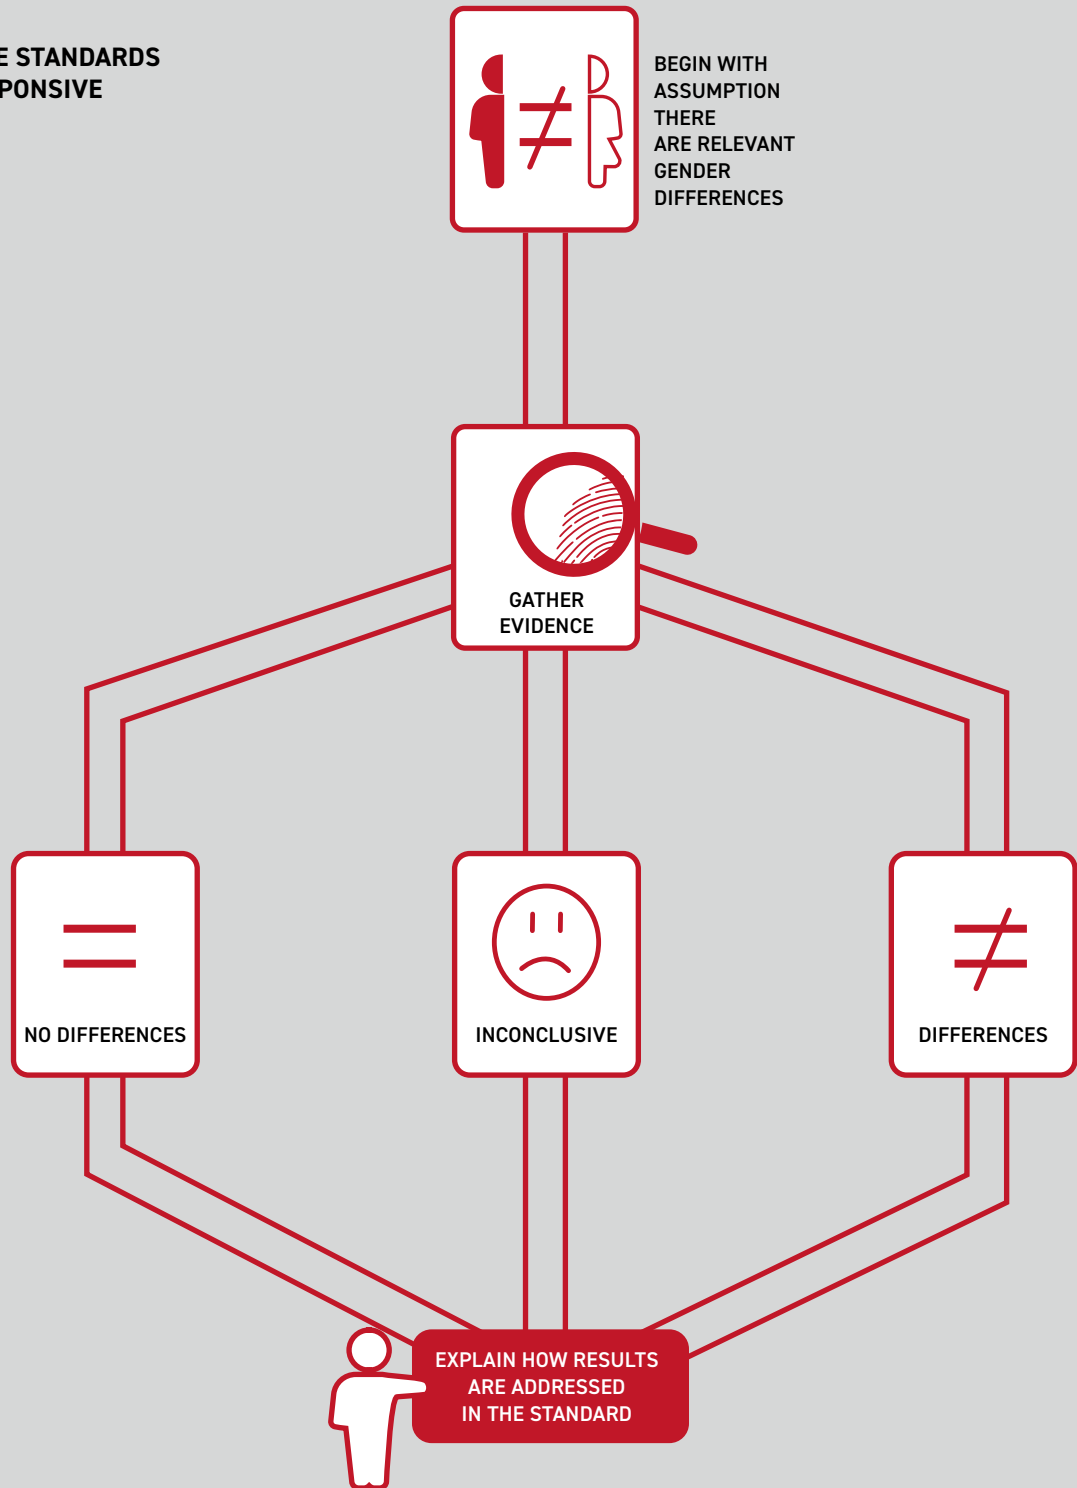 E STANDARDS
PONSIVE
BEGIN WITH
ASSUMPTION
THERE
ARE RELEVANT
GENDER
DIFFERENCES
GATHER
EVIDENCE
NO DIFFERENCES
INCONCLUSIVE
DIFFERENCES
EXPLAIN HOW RESULTS
ARE ADDRESSED
IN THE STANDARD